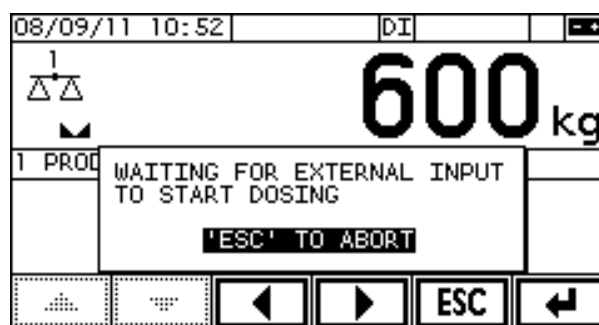 08/09/11 10:52 DI
1
600 kg
1 PROD
WAITING FOR EXTERNAL INPUT
TO START DOSING
'ESC' TO ABORT
ESC